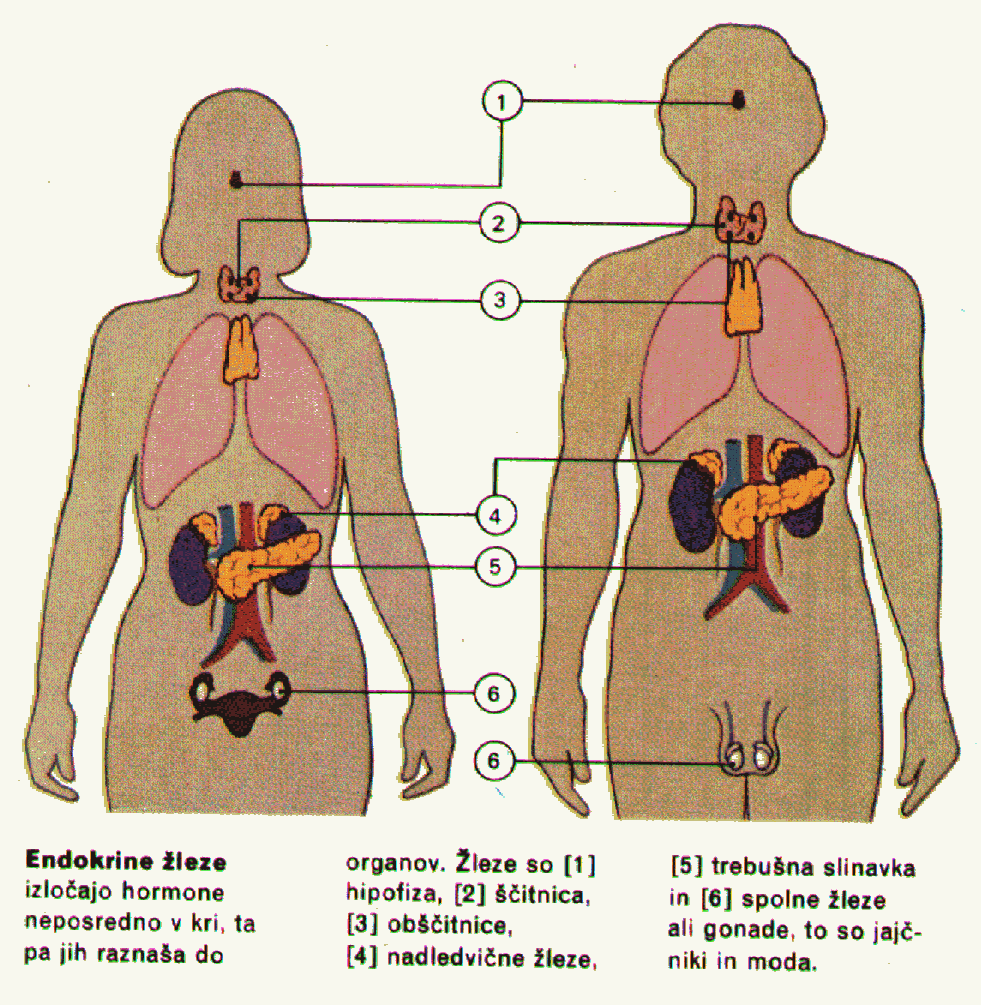 1
2
3
4
5
6
6
Endokrine žleze
izločajo hormone
neposredno v kri, ta
pa jih raznaša do
organov. Žleze so [1]
hipofiza, [2] ščitnica,
[3] obščitnice,
[4] nadledvične žleze,
[5] trebušna slinavka
in [6] spolne žleze
ali gonade, to so jajč-
niki in moda.